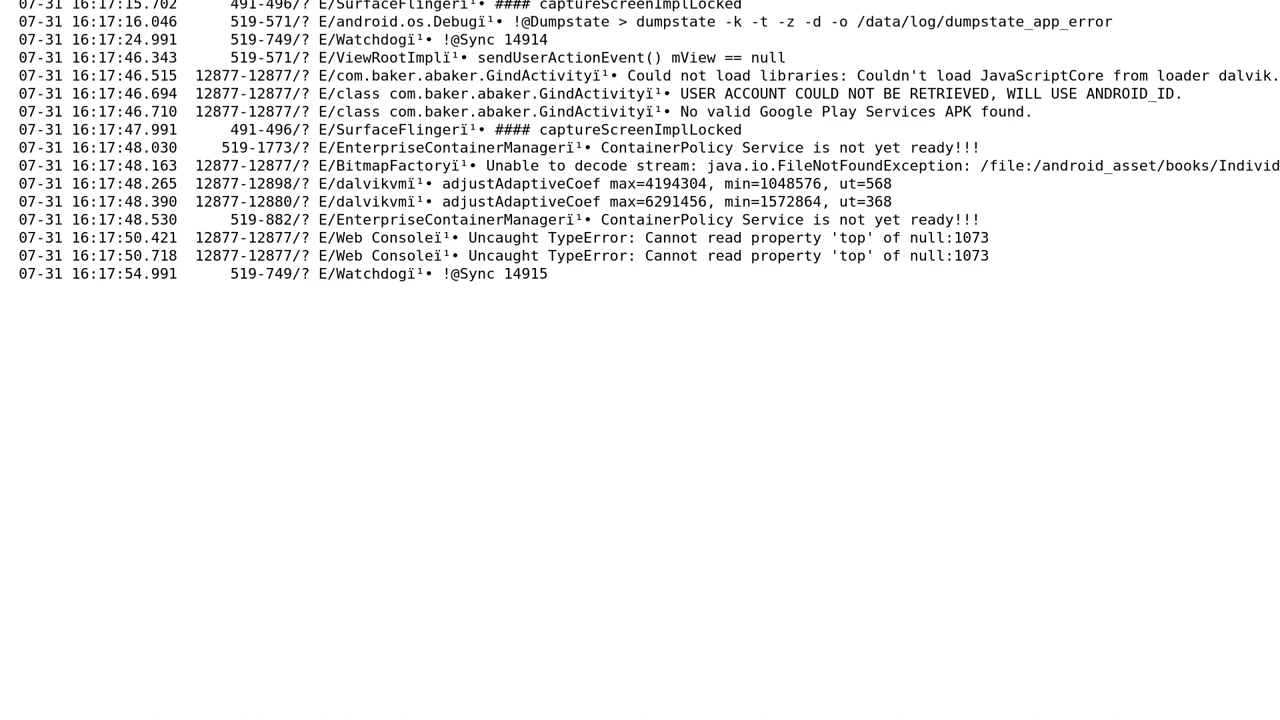 07-31 16:17:15.702 491-496/? E/SurfaceFlingerï¹• #### captureScreenImplLocked
07-31 16:17:16.046 519-571/? E/android.os.Debugï¹• !@Dumpstate > dumpstate -k -t -z -d -o /data/log/dumpstate_app_error
07-31 16:17:24.991 519-749/? E/Watchdogï¹• !@Sync 14914
07-31 16:17:46.343 519-571/? E/ViewRootImplï¹• sendUserActionEvent() mView == null
07-31 16:17:46.515 12877-12877/? E/com.baker.abaker.GindActivityï¹• Could not load libraries: Couldn't load JavaScriptCore from loader dalvik.
07-31 16:17:46.694 12877-12877/? E/class com.baker.abaker.GindActivityï¹• USER ACCOUNT COULD NOT BE RETRIEVED, WILL USE ANDROID_ID.
07-31 16:17:46.710 12877-12877/? E/class com.baker.abaker.GindActivityï¹• No valid Google Play Services APK found.
07-31 16:17:47.991 491-496/? E/SurfaceFlingerï¹• #### captureScreenImplLocked
07-31 16:17:48.030 519-1773/? E/EnterpriseContainerManagerï¹• ContainerPolicy Service is not yet ready!!!
07-31 16:17:48.163 12877-12877/? E/BitmapFactoryï¹• Unable to decode stream: java.io.FileNotFoundException: /file:/android_asset/books/Individ
07-31 16:17:48.265 12877-12898/? E/dalvikvmï¹• adjustAdaptiveCoef max=4194304, min=1048576, ut=568
07-31 16:17:48.390 12877-12880/? E/dalvikvmï¹• adjustAdaptiveCoef max=6291456, min=1572864, ut=368
07-31 16:17:48.530 519-882/? E/EnterpriseContainerManagerï¹• ContainerPolicy Service is not yet ready!!!
07-31 16:17:50.421 12877-12877/? E/Web Consoleï¹• Uncaught TypeError: Cannot read property 'top' of null:1073
07-31 16:17:50.718 12877-12877/? E/Web Consoleï¹• Uncaught TypeError: Cannot read property 'top' of null:1073
07-31 16:17:54.991 519-749/? E/Watchdogï¹• !@Sync 14915